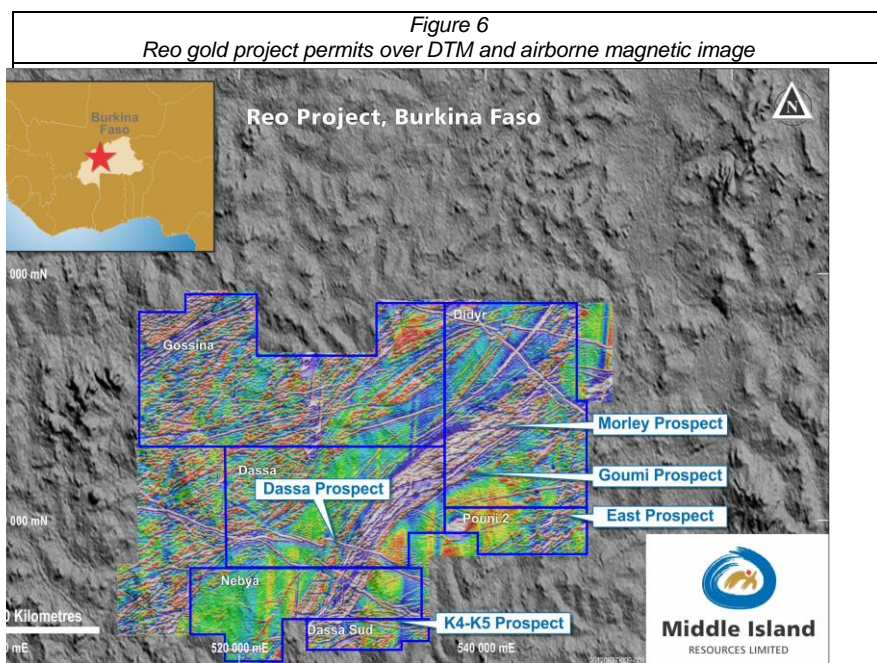 Figure 6
Reo gold project permits over DTM and airborne magnetic image
Burkina
Faso
Reo Project, Burkina Faso
N
000 mN
Didyr
Gossina
Morley Prospect
Dassa
Goumi Prospect
Dassa Prospect
East Prospect
000 mN
Pouni 2
Nebya
0 Kilometres
K4-K5 Prospect
Dassa Sud
0 mE
520 000 mE
540 000 mE
Middle Island
RESOURCES LIMITED